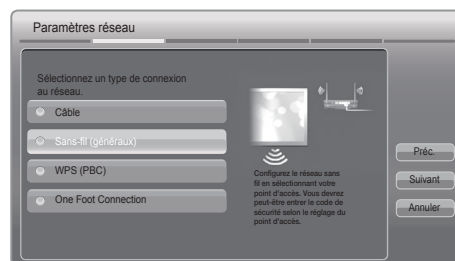 Paramètres réseau
Sélectionnez un type de connexion
au réseau.
Câble
Sans-fil (généraux)
WPS (PBC)
One Foot Connection
Configurez le réseau sans
fil en sélectionnant votre
point d'accès. Vous devrez
peut-être entrer le code de
sécurité selon le réglage du
point d'accès.
Préc.
Suivant
Annuler